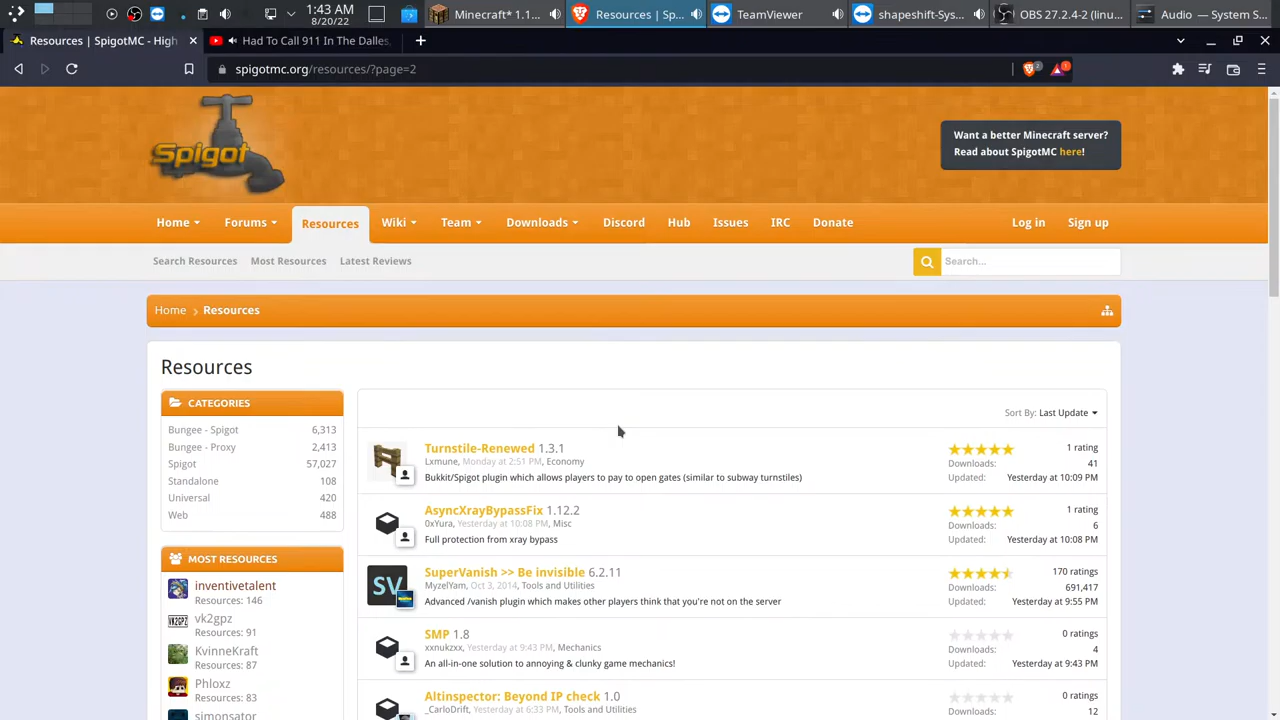 1:43 AM
8/20/22
Minecraft® 1.1...
Resources | Sp...
TeamViewer
shapeshift-Sys...
OBS 27.2.4-2 (linu...
Audio — System S...
Resources | SpigotMC - High
Had To Call 911 In The Dalles,
spigotmc.org/resources/?page=2
2
1
Spigot
Want a better Minecraft server?
Read about SpigotMC here!
Home Forums Resources Wiki Team Downloads Discord Hub Issues IRC Donate Log in Sign up
Search Resources Most Resources Latest Reviews
Search...
Home Resources
Resources
CATEGORIES
Bungee - Spigot 6,313
Bungee - Proxy 2,413
Spigot 57,027
Standalone 108
Universal 420
Web 488
MOST RESOURCES
inventivetalent
Resources: 146
VK2GPZ
vk2gpz
Resources: 91
KvinneKraft
Resources: 87
Phloxz
Resources: 83
simonsator
Sort By: Last Update
Turnstile-Renewed 1.3.1
Lxmune, Monday at 2:51 PM, Economy
Bukkit/Spigot plugin which allows players to pay to open gates (similar to subway turnstiles)
1 rating
Downloads: 41
Updated: Yesterday at 10:09 PM
AsyncXrayBypassFix 1.12.2
0xYura, Yesterday at 10:08 PM, Misc
Full protection from xray bypass
1 rating
Downloads: 6
Updated: Yesterday at 10:08 PM
SV
SuperVanish >> Be invisible 6.2.11
MyzelYam, Oct 3, 2014, Tools and Utilities
Advanced /vanish plugin which makes other players think that you're not on the server
170 ratings
Downloads: 691,417
Updated: Yesterday at 9:55 PM
SMP 1.8
xxnukzxx, Yesterday at 9:43 PM, Mechanics
An all-in-one solution to annoying & clunky game mechanics!
0 ratings
Downloads: 4
Updated: Yesterday at 9:43 PM
Altinspector: Beyond IP check 1.0
_CarloDrift, Yesterday at 6:33 PM, Tools and Utilities
0 ratings
Downloads: 12